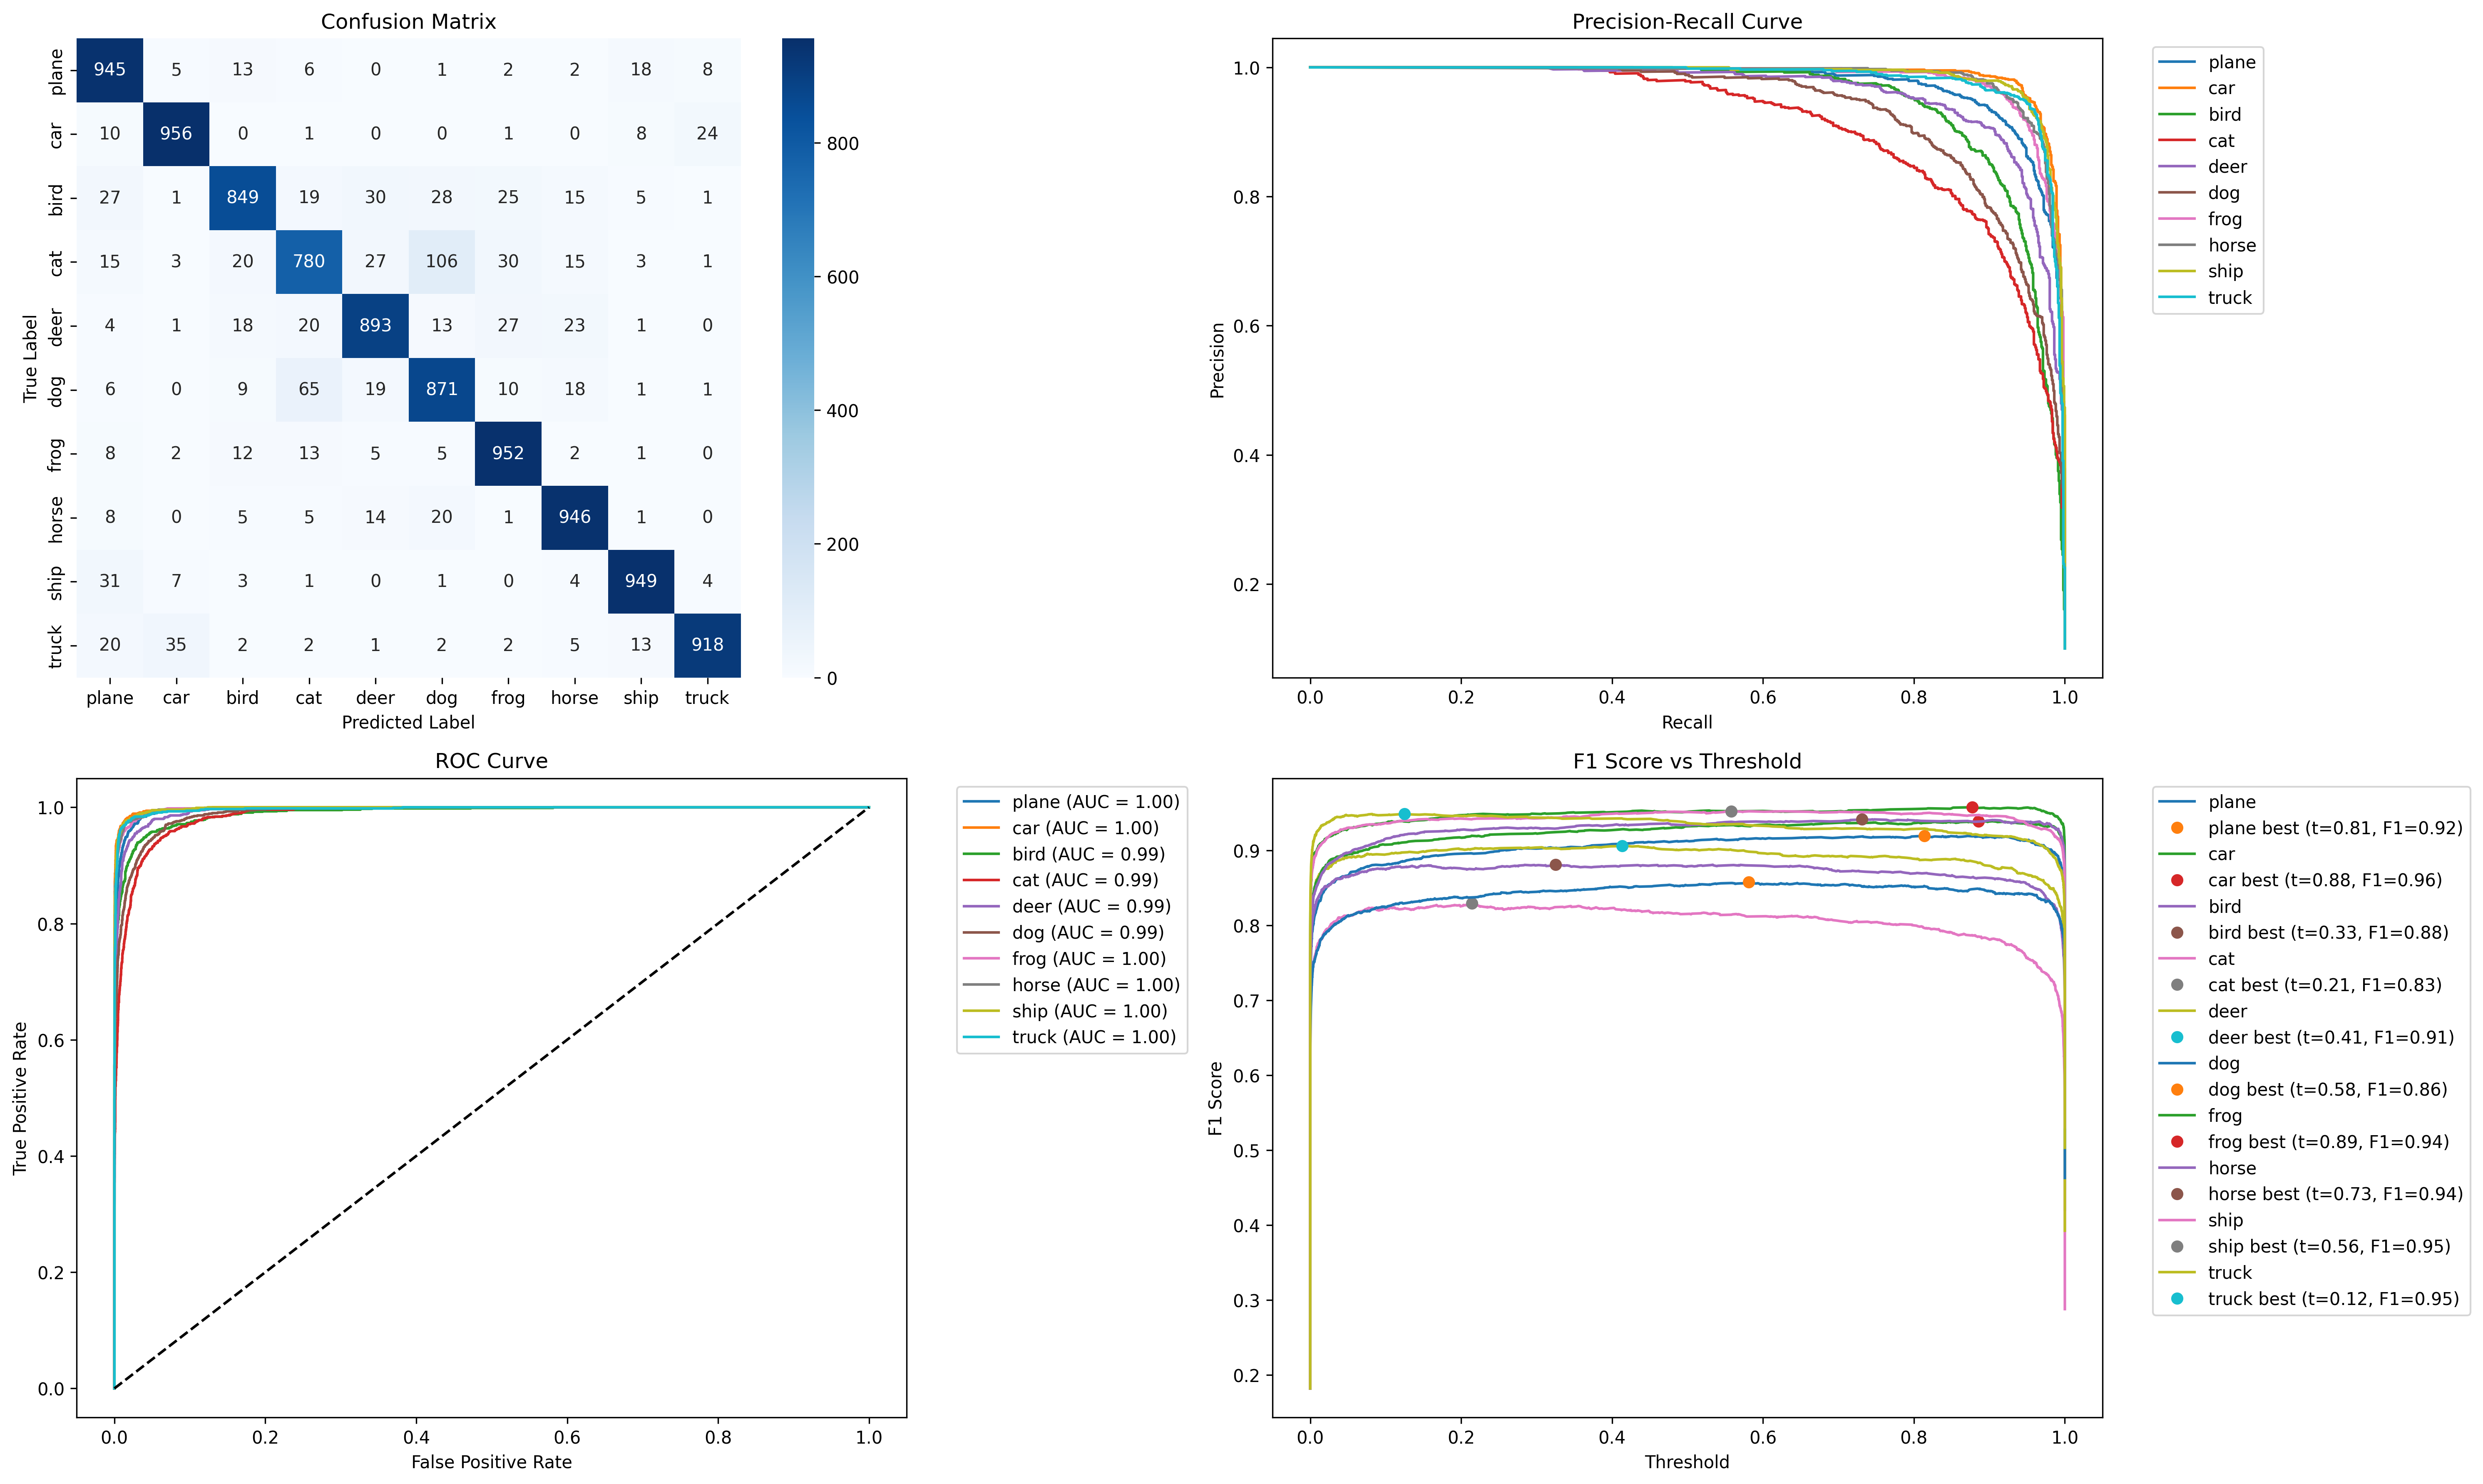 Confusion Matrix
True Label
plane 945 5 13 6 0 1 2 2 18 8
car 10 956 0 1 0 0 1 0 8 24
bird 27 1 849 19 30 28 25 15 5 1
cat 15 3 20 780 27 106 30 15 3 1
deer 4 1 18 20 893 13 27 23 1 0
dog 6 0 9 65 19 871 10 18 1 1
frog 8 2 12 13 5 5 952 2 1 0
horse 8 0 5 5 14 20 1 946 1 0
ship 31 7 3 1 0 1 0 4 949 4
truck 20 35 2 2 1 2 2 5 13 918
plane car bird cat deer dog frog horse ship truck
Predicted Label
800
600
400
200
0
Precision-Recall Curve
Precision
1.0
0.8
0.6
0.4
0.2
0.0 0.2 0.4 0.6 0.8 1.0
Recall
plane
car
bird
cat
deer
dog
frog
horse
ship
truck
ROC Curve
True Positive Rate
1.0
0.8
0.6
0.4
0.2
0.0
0.0 0.2 0.4 0.6 0.8 1.0
False Positive Rate
plane (AUC = 1.00)
car (AUC = 1.00)
bird (AUC = 0.99)
cat (AUC = 0.99)
deer (AUC = 0.99)
dog (AUC = 0.99)
frog (AUC = 1.00)
horse (AUC = 1.00)
ship (AUC = 1.00)
truck (AUC = 1.00)
F1 Score vs Threshold
F1 Score
0.9
0.8
0.7
0.6
0.5
0.4
0.3
0.2
0.0 0.2 0.4 0.6 0.8 1.0
Threshold
plane
plane best (t=0.81, F1=0.92)
car
car best (t=0.88, F1=0.96)
bird
bird best (t=0.33, F1=0.88)
cat
cat best (t=0.21, F1=0.83)
deer
deer best (t=0.41, F1=0.91)
dog
dog best (t=0.58, F1=0.86)
frog
frog best (t=0.89, F1=0.94)
horse
horse best (t=0.73, F1=0.94)
ship
ship best (t=0.56, F1=0.95)
truck
truck best (t=0.12, F1=0.95)